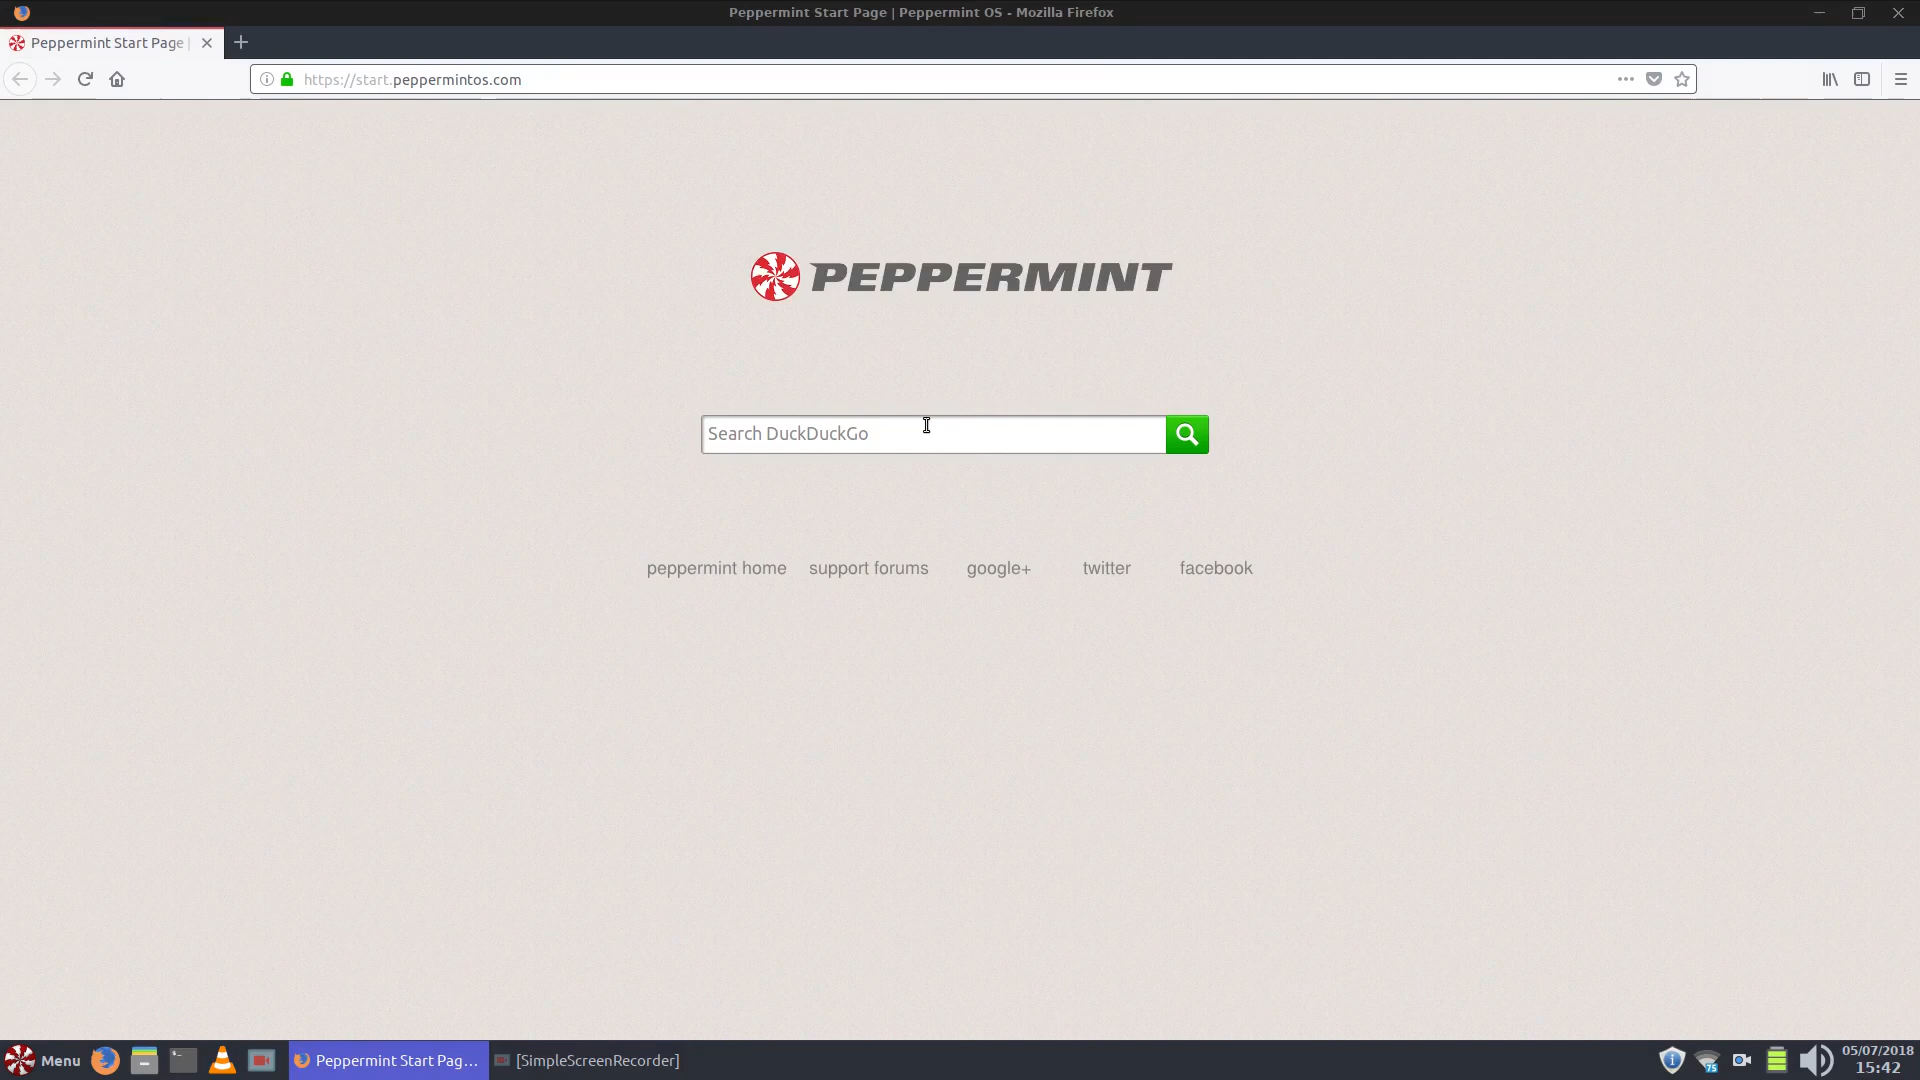 Peppermint Start Page | Peppermint OS - Mozilla Firefox
Peppermint Start Page |
https://start.peppermintos.com
PEPPERMINT
Search DuckDuckGo
peppermint home support forums google+ twitter facebook
Menu Peppermint Start Pag... [SimpleScreenRecorder] 75 05/07/2018
15:42